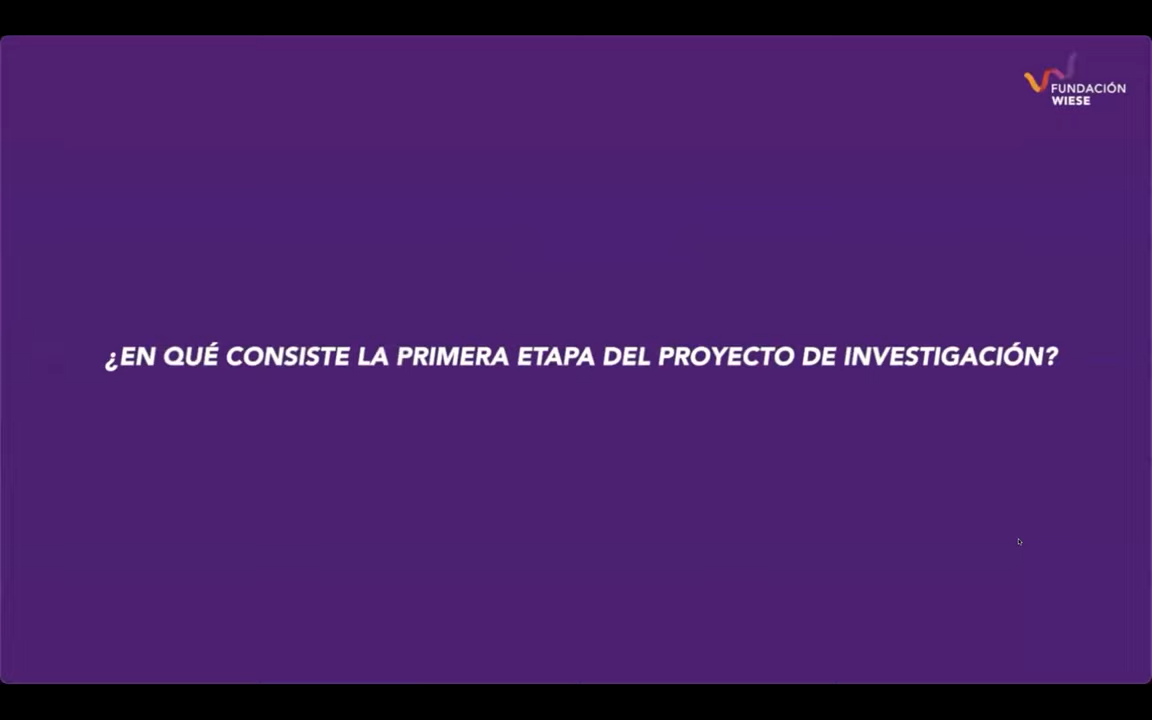 FUNDACIÓN
WIESE
¿EN QUÉ CONSISTE LA PRIMERA ETAPA DEL PROYECTO DE INVESTIGACIÓN?